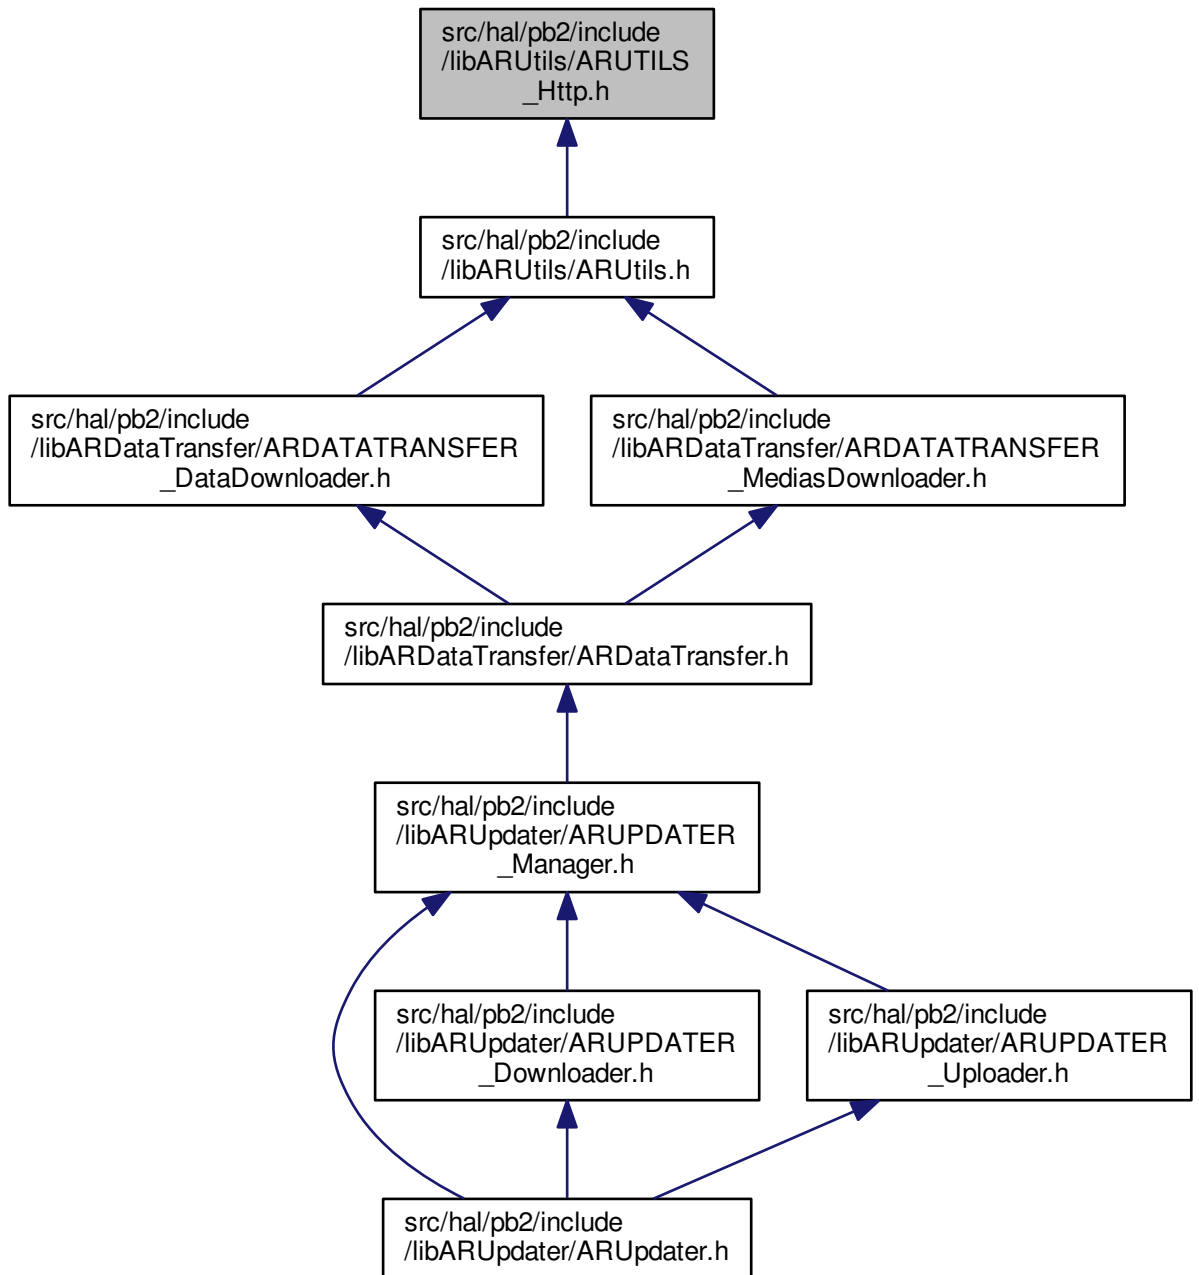 src/hal/pb2/include
/libARUtils/ARUTILS
_Http.h
src/hal/pb2/include
/libARUtils/ARUtils.h
src/hal/pb2/include
/libARDataTransfer/ARDATATRANSFER
_DataDownloader.h
src/hal/pb2/include
/libARDataTransfer/ARDATATRANSFER
_MediasDownloader.h
src/hal/pb2/include
/libARDataTransfer/ARDataTransfer.h
src/hal/pb2/include
/libARUpdater/ARUPDATER
_Manager.h
src/hal/pb2/include
/libARUpdater/ARUPDATER
_Downloader.h
src/hal/pb2/include
/libARUpdater/ARUPDATER
_Uploader.h
src/hal/pb2/include
/libARUpdater/ARUpdater.h